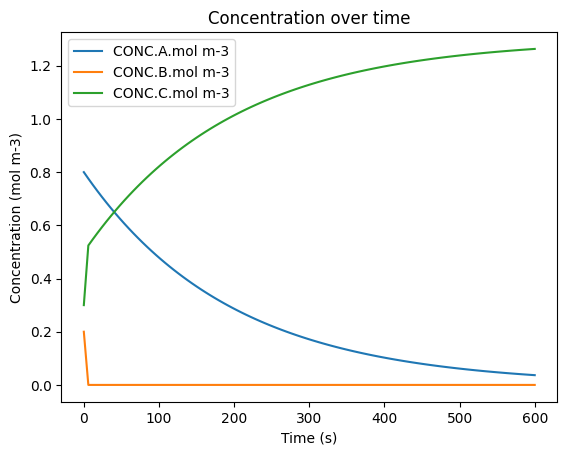 Concentration over time
CONC.A.mol m-3
CONC.B.mol m-3
CONC.C.mol m-3
Concentration (mol m-3)
1.2
1.0
0.8
0.6
0.4
0.2
0.0
0 100 200 300 400 500 600
Time (s)